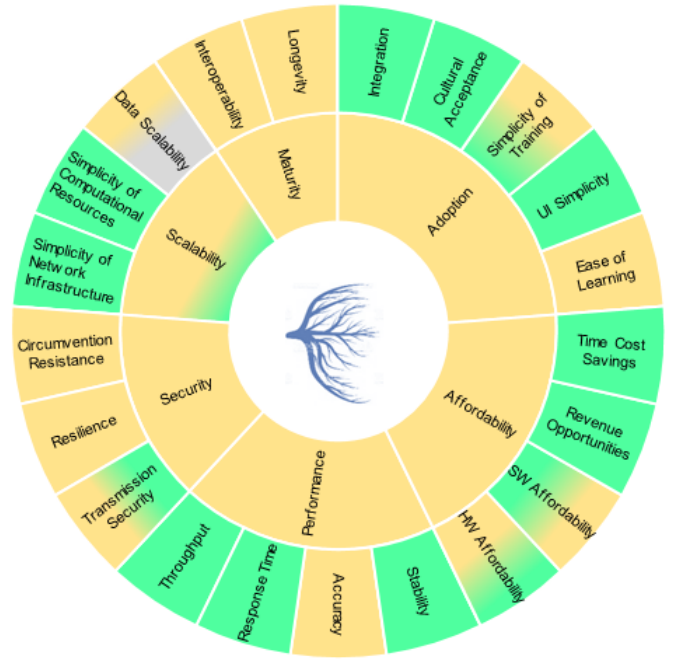 Integration
Cultural
Acceptance
Simplicity of
Training
UI Simplicity
Ease of
Learning
Time Cost
Savings
Revenue
Opportunities
SW Affordability
HW Affordability
Stability
Accuracy
Response Time
Throughput
Transmission
Security
Resilience
Circumvention
Resistance
Simplicity of
Network
Infrastructure
Simplicity of
Computational
Resources
Data Scalability
Interoperability
Longevity
Adoption
Affordability
Performance
Security
Scalability
Maturity